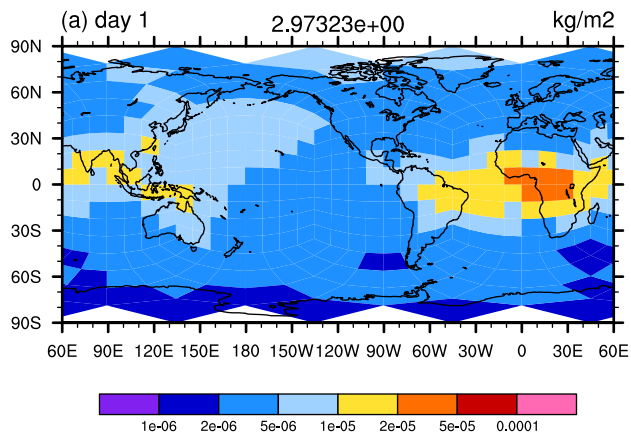 (a) day 1 2.97323e+00 kg/m2
90N
60N
30N
0
30S
60S
90S
60E 90E 120E 150E 180 150W 120W 90W 60W 30W 0 30E 60E
1e-06 2e-06 5e-06 1e-05 2e-05 5e-05 0.0001